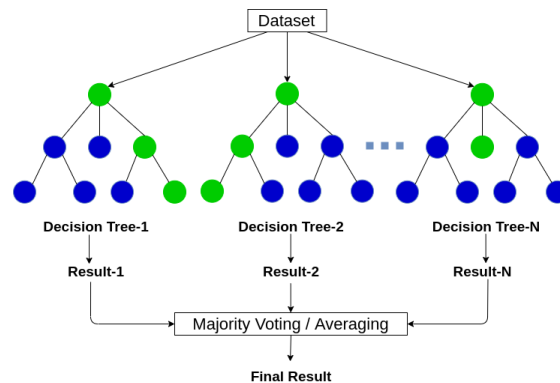 Dataset
Decision Tree-1
Decision Tree-2
Decision Tree-N
Result-1
Result-2
Result-N
Majority Voting / Averaging
Final Result